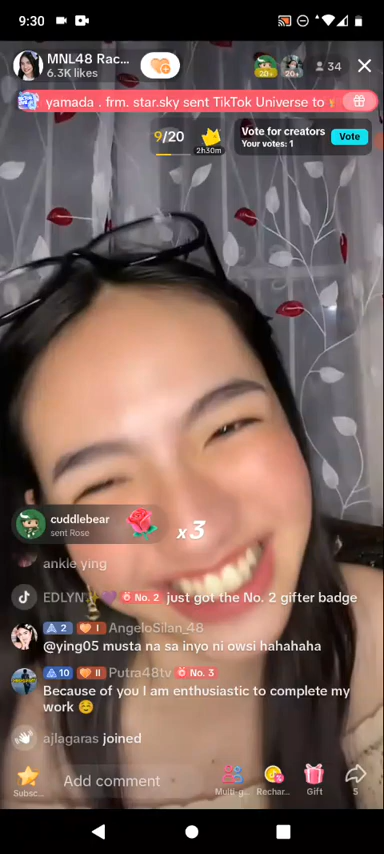 9:30
MNL48 Rac...
6.3K likes
20+
20+
34
yamada . frm. star.sky sent TikTok Universe to
9/20
2h30m
Vote for creators
Your votes: 1
Vote
cuddlebear
sent Rose
x3
ankle ying
EDLYN No. 2 just got the No. 2 gifter badge
2 I AngeloSilan_48
@ying05 musta na sa inyo ni owsi hahahaha
10 II Putra48tv No. 3
Because of you I am enthusiastic to complete my
work ☺️
ajlagaras joined
Subsc...
Add comment
Multi-g...
Rechar...
Gift
5